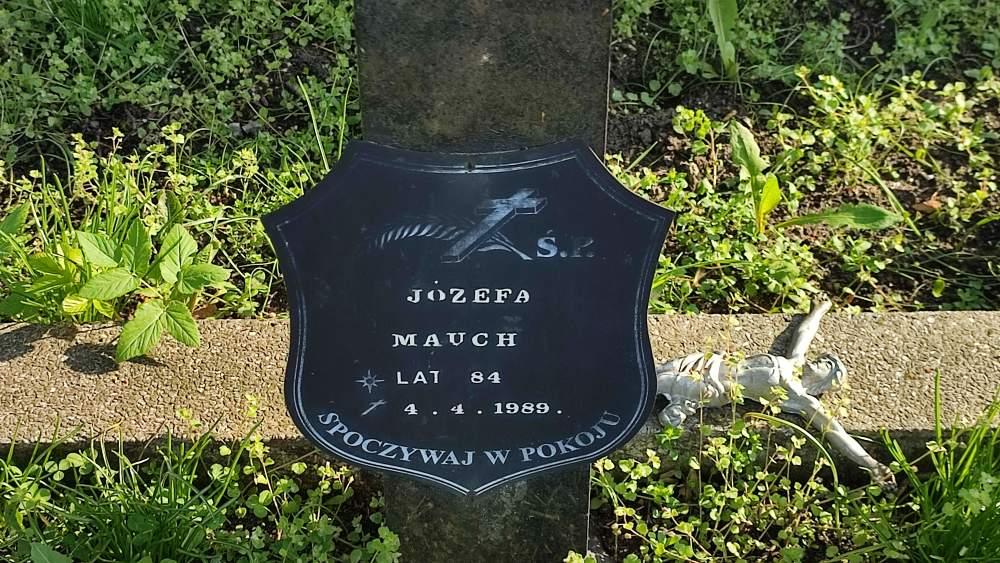 Ś.P.
JÓZEFA
MAUCH
LAT 84
4.4.1989.
SPOCZYWAJ W POKOJU